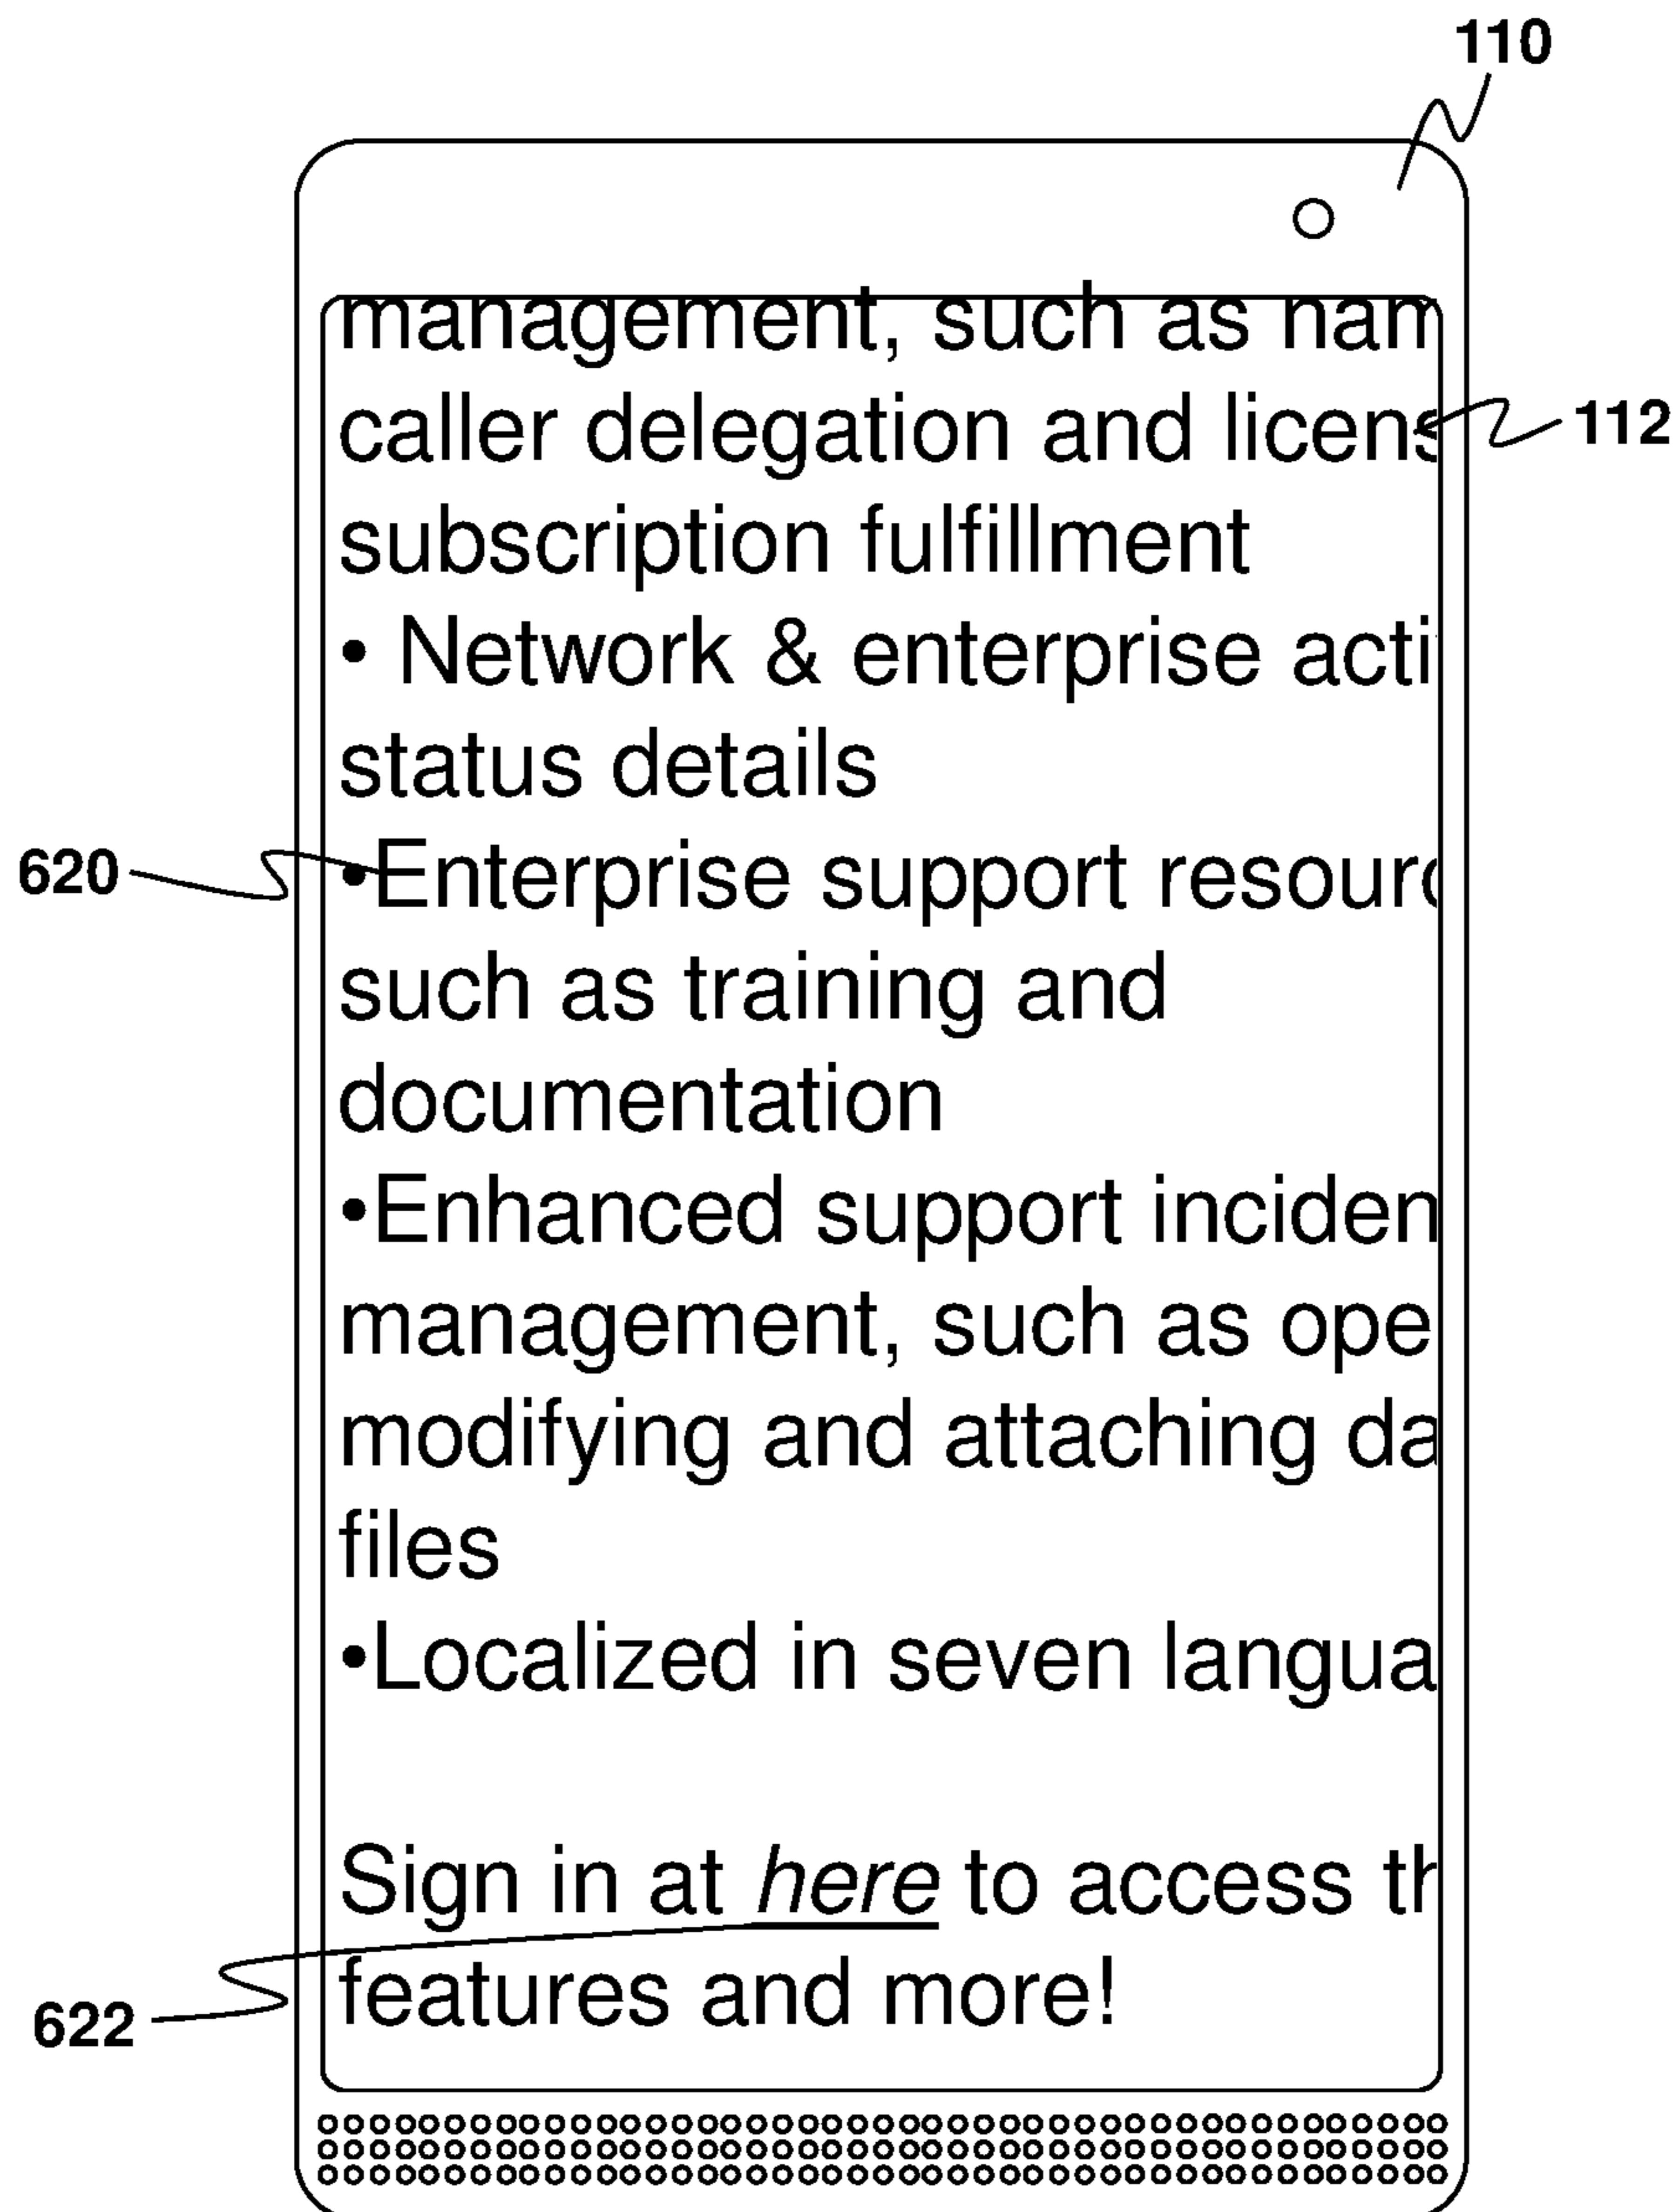 110
management, such as nam
caller delegation and licens
112
subscription fulfillment
• Network & enterprise acti
status details
620
•Enterprise support resourc
such as training and
documentation
•Enhanced support inciden
management, such as ope
modifying and attaching da
files
•Localized in seven langua
Sign in at here to access th
features and more!
622